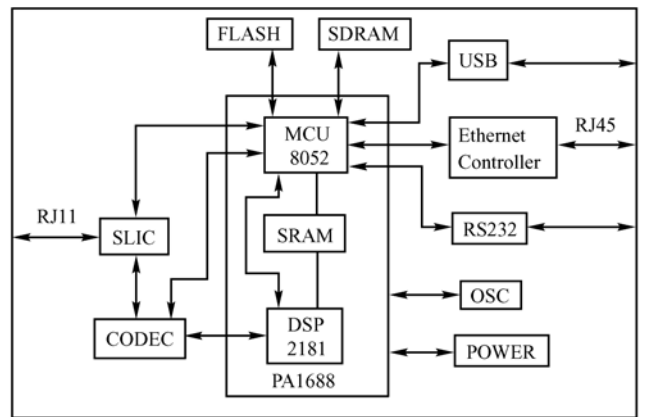 FLASH
SDRAM
USB
MCU
8052
Ethernet
Controller
RJ45
RJ11
SLIC
SRAM
RS232
CODEC
DSP
2181
OSC
POWER
PA1688